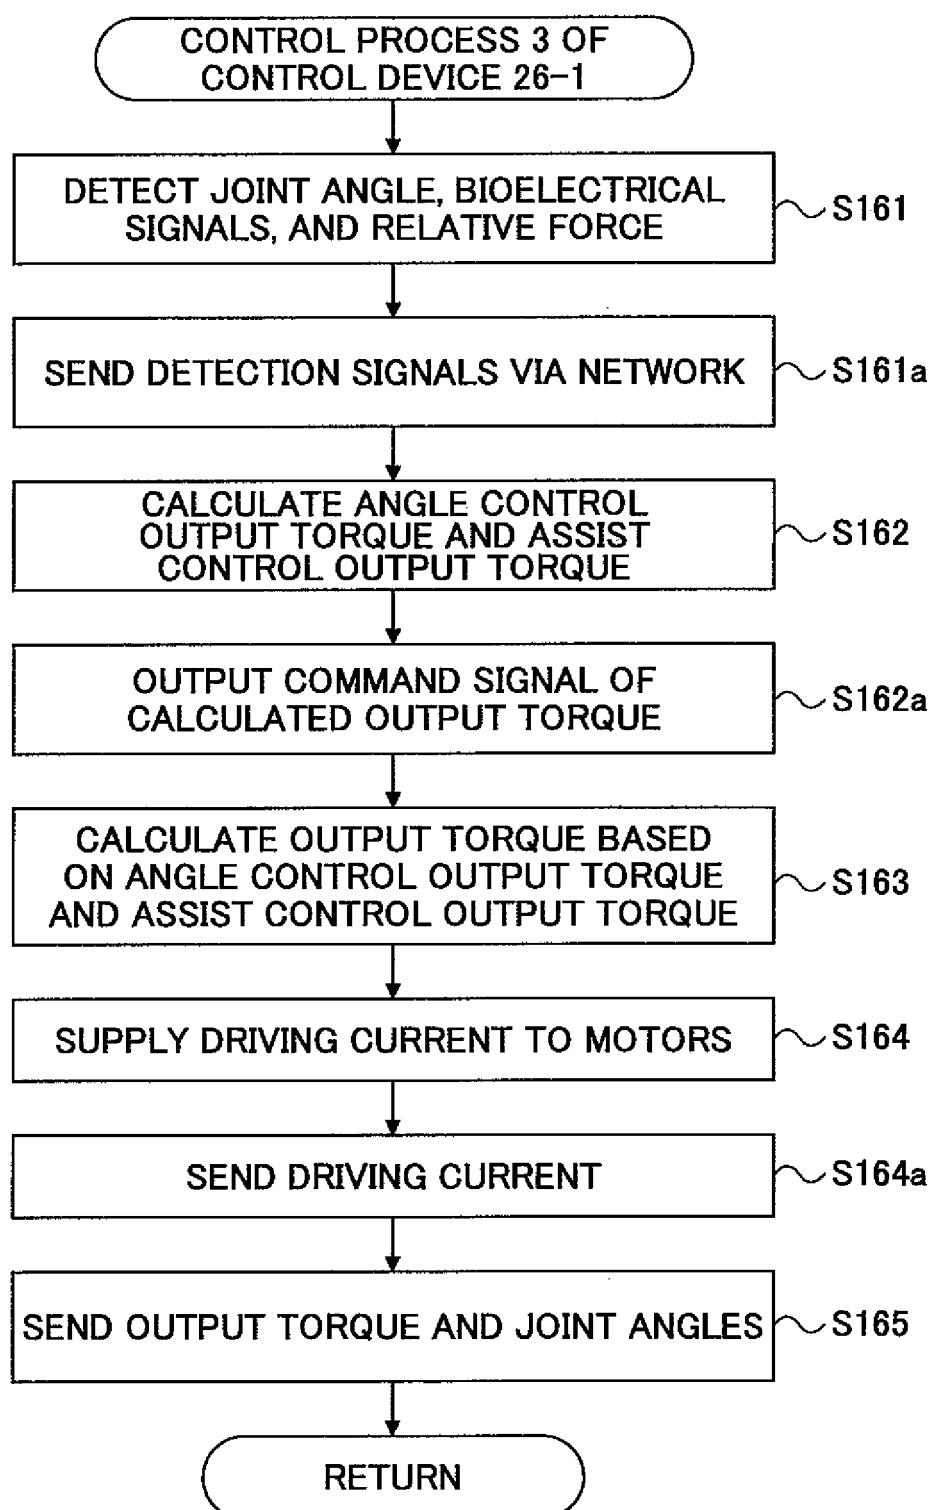 CONTROL PROCESS 3 OF
CONTROL DEVICE 26-1
DETECT JOINT ANGLE, BIOELECTRICAL
SIGNALS, AND RELATIVE FORCE
S161
SEND DETECTION SIGNALS VIA NETWORK
S161a
CALCULATE ANGLE CONTROL
OUTPUT TORQUE AND ASSIST
CONTROL OUTPUT TORQUE
S162
OUTPUT COMMAND SIGNAL OF
CALCULATED OUTPUT TORQUE
S162a
CALCULATE OUTPUT TORQUE BASED
ON ANGLE CONTROL OUTPUT TORQUE
AND ASSIST CONTROL OUTPUT TORQUE
S163
SUPPLY DRIVING CURRENT TO MOTORS
S164
SEND DRIVING CURRENT
S164a
SEND OUTPUT TORQUE AND JOINT ANGLES
S165
RETURN